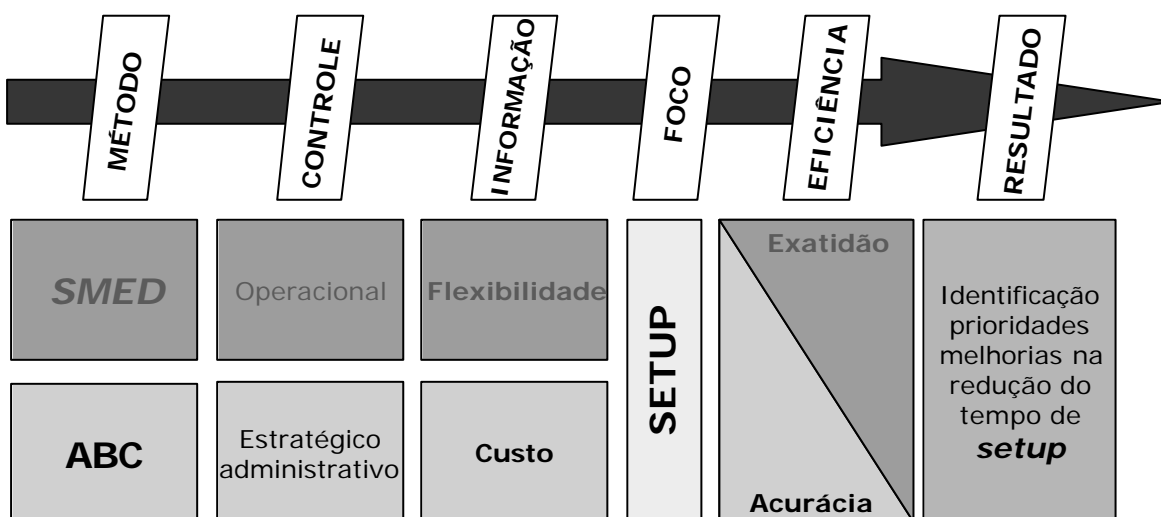 MÉTODO
CONTROLE
INFORMAÇÃO
FOCO
EFICIÊNCIA
RESULTADO
SMED
Operacional
Flexibilidade
SETUP
Exatidão
Acurácia
Identificação
prioridades
melhorias na
redução do
tempo de
setup
ABC
Estratégico
administrativo
Custo